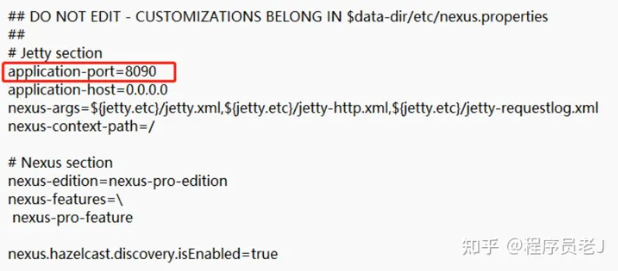 ## DO NOT EDIT - CUSTOMIZATIONS BELONG IN $data-dir/etc/nexus.properties
##
# Jetty section
application-port=8090
application-host=0.0.0.0
nexus-args=${jetty.etc}/jetty.xml,${jetty.etc}/jetty-http.xml,${jetty.etc}/jetty-requestlog.xml
nexus-context-path=/
# Nexus section
nexus-edition=nexus-pro-edition
nexus-features=\
nexus-pro-feature
nexus.hazelcast.discovery.isEnabled=true
知乎 @程序员老J